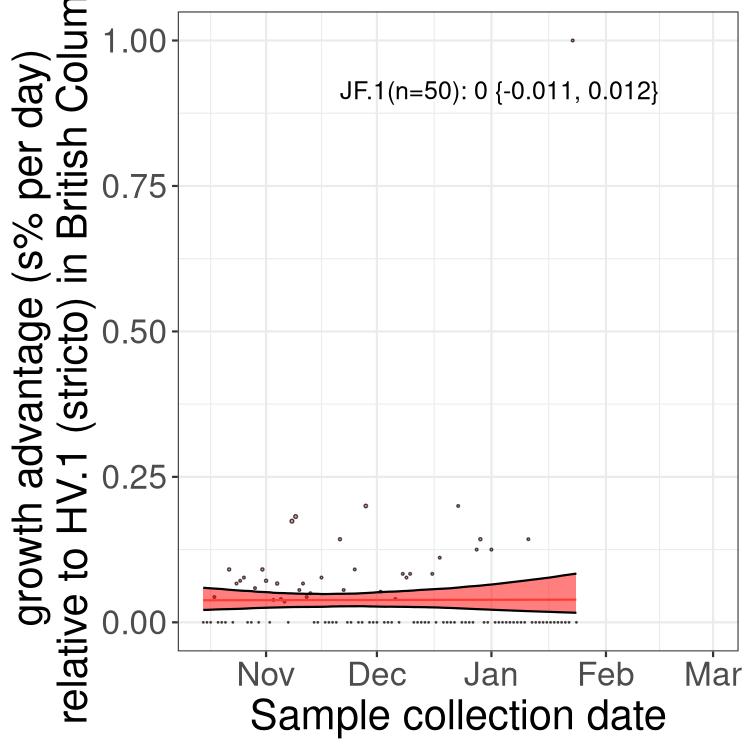 growth advantage (s% per day)
relative to HV.1 (stricto) in British Colum
1.00
0.75
0.50
0.25
0.00
JF.1(n=50): 0 {-0.011, 0.012}
Nov Dec Jan Feb Mar
Sample collection date